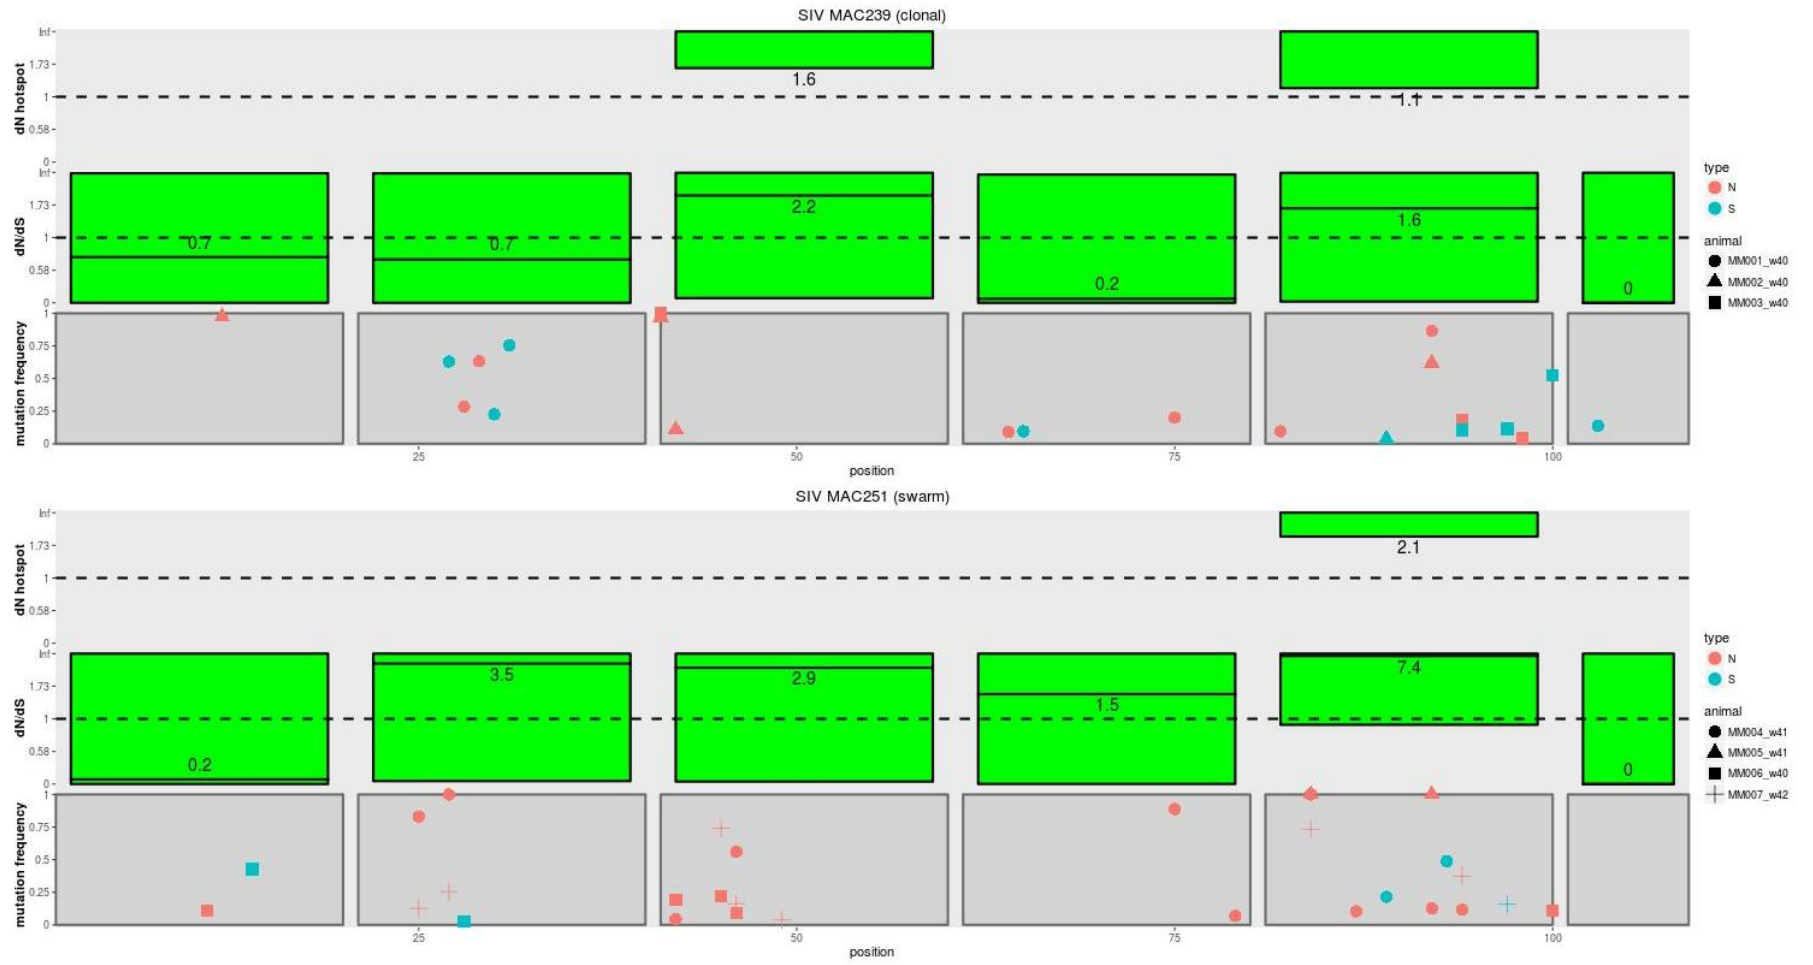 SIV MAC239 (clonal)
dN hotspot
Inf
1.73
1
0.58
0
1.6
1.1
dN/dS
Inf
1.73
1
0.58
0
0.7
0.7
2.2
0.2
1.6
0
mutation frequency
1
0.75
0.5
0.25
0
25
50
75
100
position
type
N
S
animal
MM001_w40
MM002_w40
MM003_w40
SIV MAC251 (swarm)
dN hotspot
Inf
1.73
1
0.58
0
2.1
dN/dS
Inf
1.73
1
0.58
0
0.2
3.5
2.9
1.5
7.4
0
mutation frequency
1
0.75
0.5
0.25
0
25
50
75
100
position
type
N
S
animal
MM004_w41
MM005_w41
MM006_w40
MM007_w42